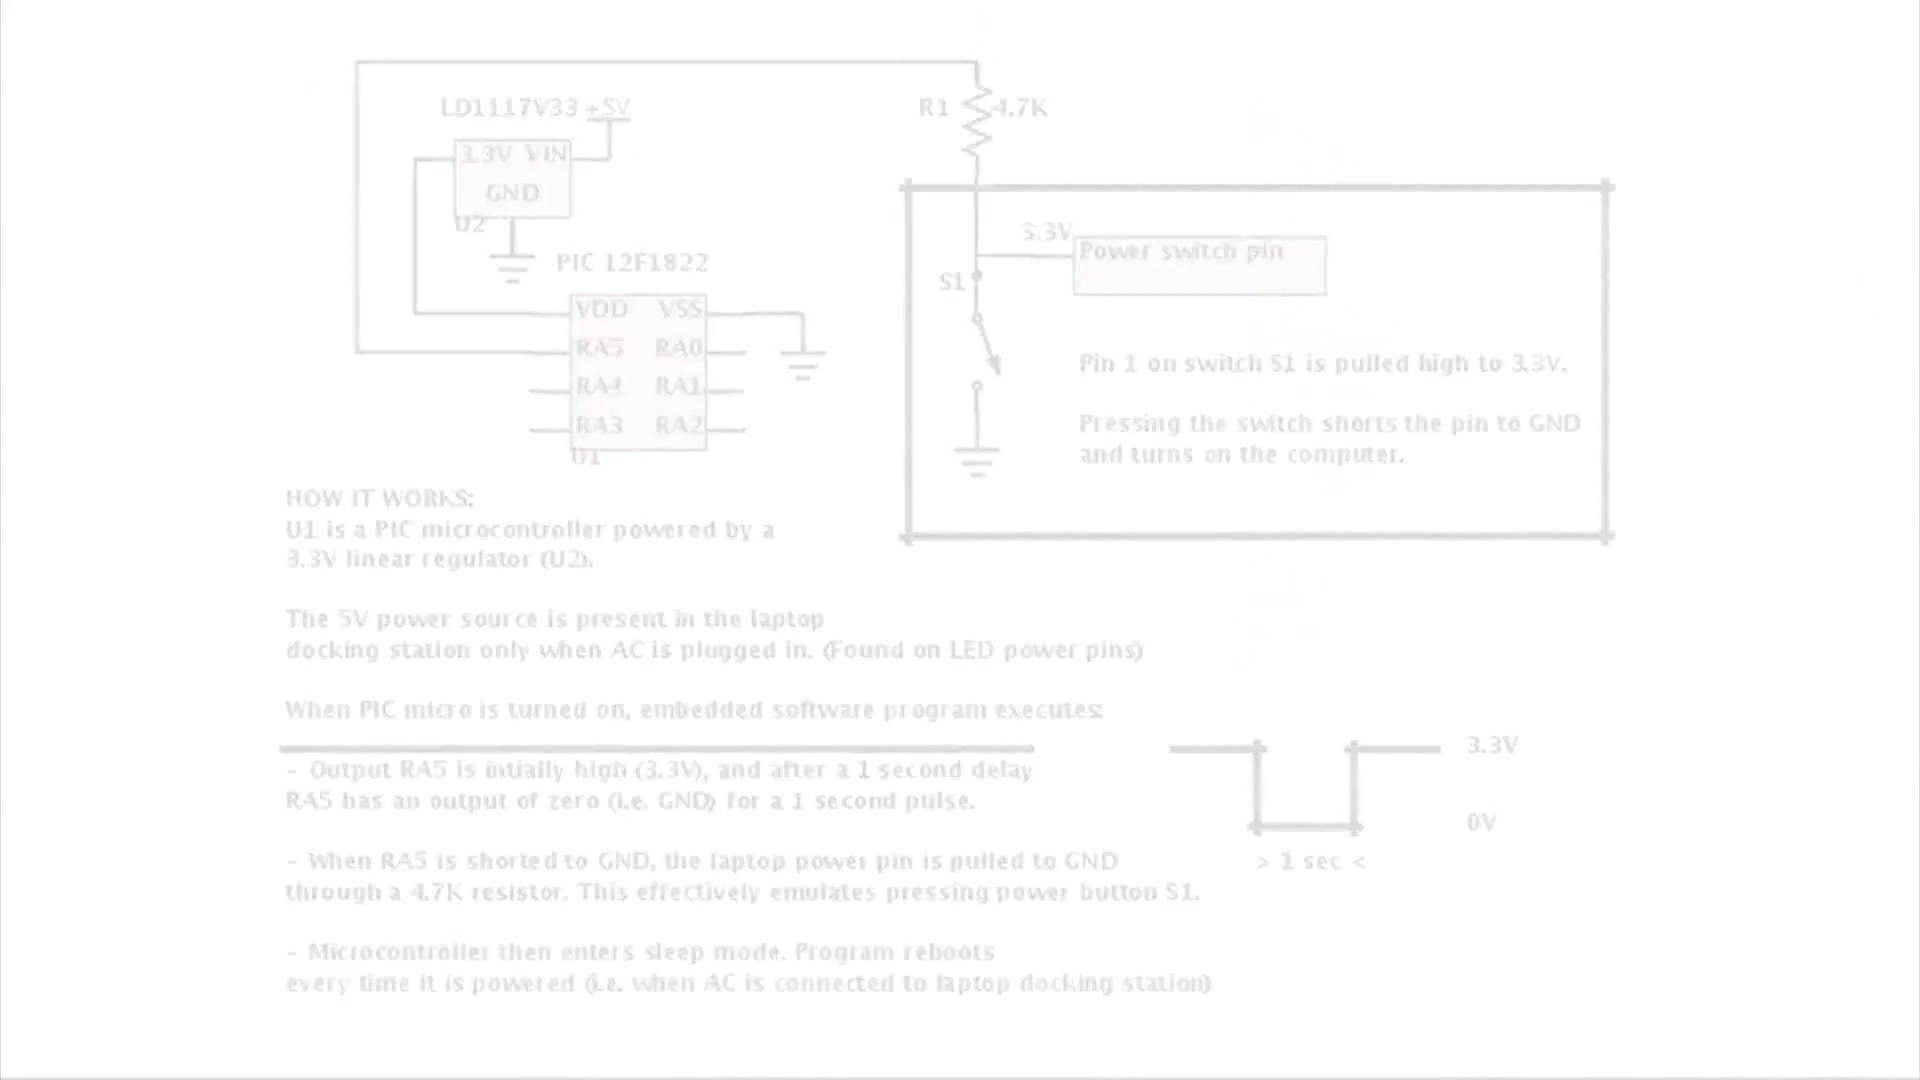 LD1117V33 +5V
R1 4.7K
3.3V VIN
GND
U2
3.3V
Power switch pin
PIC 12F1822
S1
VDD VSS
RA5 RA0
RA4 RA1
RA3 RA2
U1
Pin 1 on switch S1 is pulled high to 3.3V.
Pressing the switch shorts the pin to GND
and turns on the computer.
HOW IT WORKS:
U1 is a PIC microcontroller powered by a
3.3V linear regulator (U2).
The 5V power source is present in the laptop
docking station only when AC is plugged in. (Found on LED power pins)
When PIC micro is turned on, embedded software program executes:
- Output RA5 is intially high (3.3V), and after a 1 second delay
RA5 has an output of zero (i.e. GND) for a 1 second pulse.
3.3V
0V
> 1 sec <
- When RA5 is shorted to GND, the laptop power pin is pulled to GND
through a 4.7K resistor. This effectively emulates pressing power button S1.
- Microcontroller then enters sleep mode. Program reboots
every time it is powered (i.e. when AC is connected to laptop docking station)